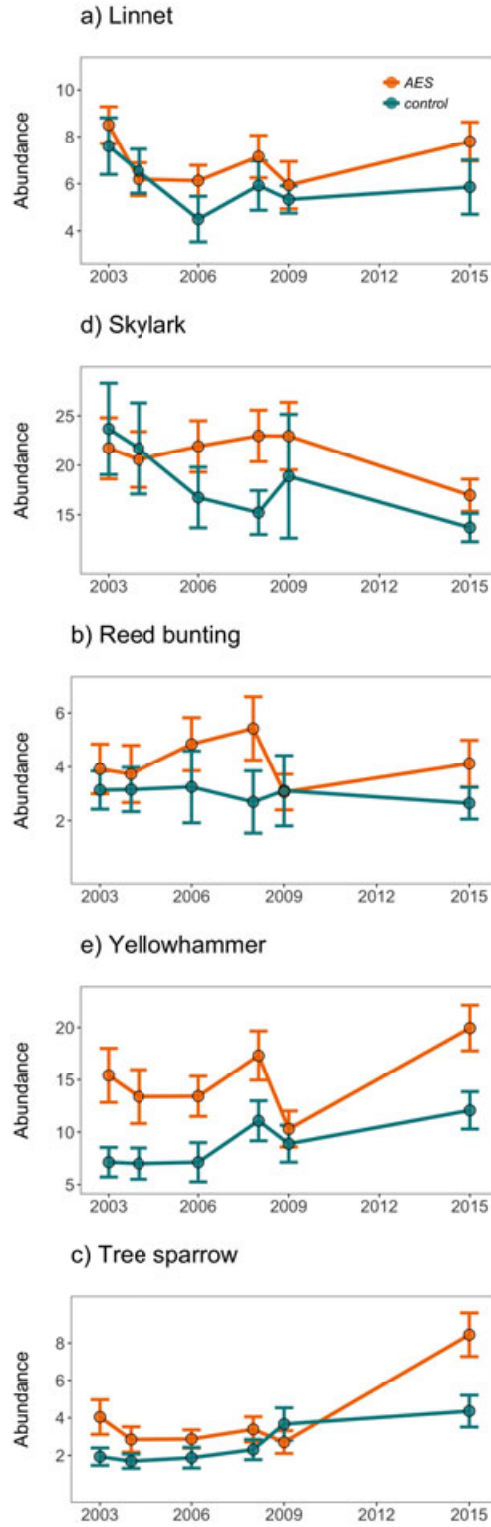 a) Linnet
10
8
6
4
Abundance
AES
control
2003 2006 2009 2012 2015
d) Skylark
25
20
15
Abundance
2003 2006 2009 2012 2015
b) Reed bunting
6
4
2
Abundance
2003 2006 2009 2012 2015
e) Yellowhammer
20
15
10
5
Abundance
2003 2006 2009 2012 2015
c) Tree sparrow
8
6
4
2
Abundance
2003 2006 2009 2012 2015